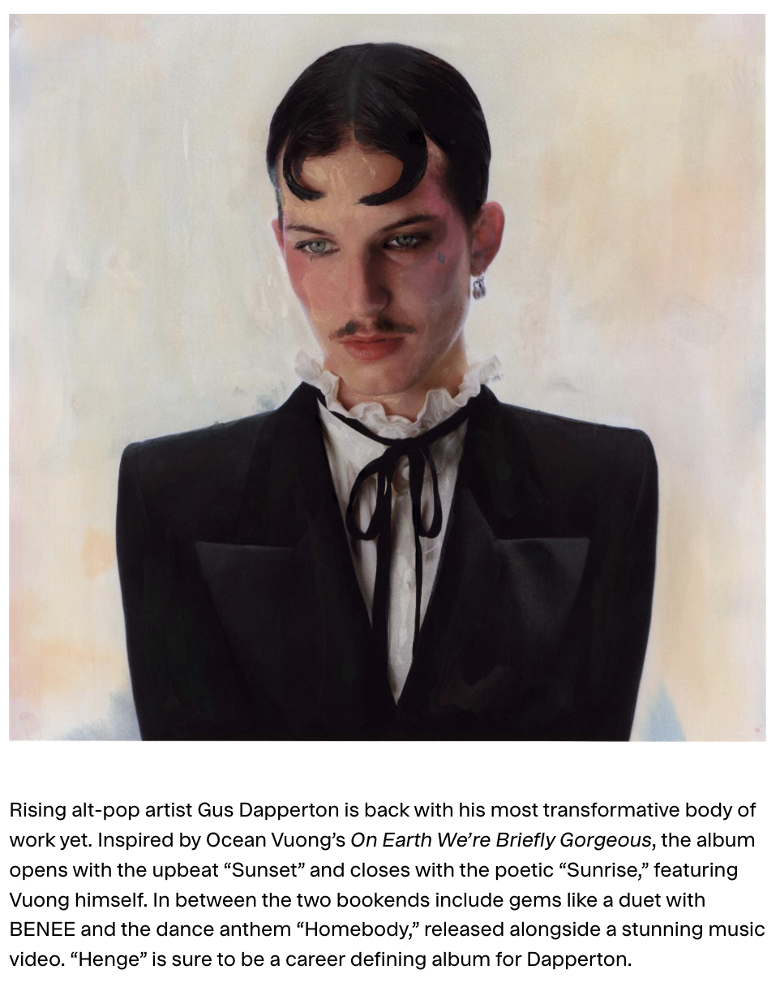 Rising alt-pop artist Gus Dapperton is back with his most transformative body of
work yet. Inspired by Ocean Vuong’s On Earth We’re Briefly Gorgeous, the album
opens with the upbeat “Sunset” and closes with the poetic “Sunrise,” featuring
Vuong himself. In between the two bookends include gems like a duet with
BENEE and the dance anthem “Homebody,” released alongside a stunning music
video. “Henge” is sure to be a career defining album for Dapperton.